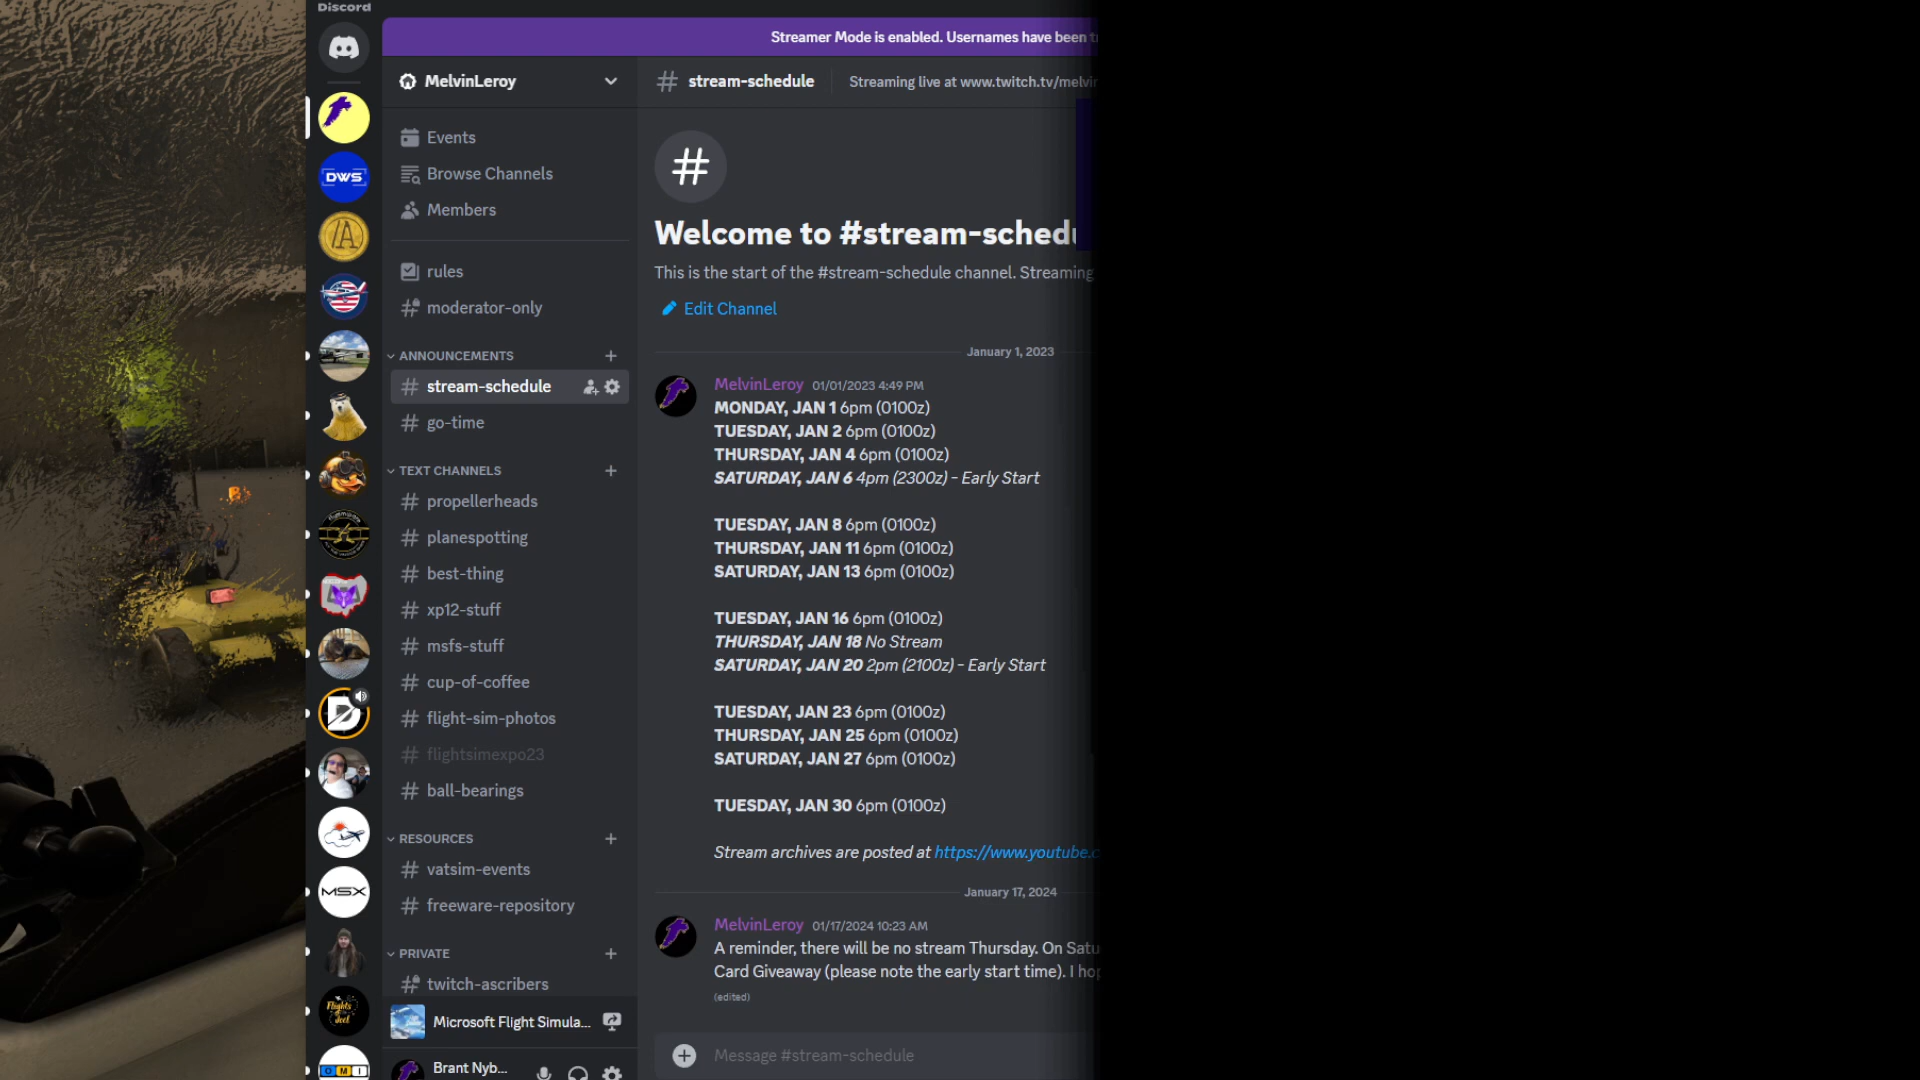 Discord
Streamer Mode is enabled. Usernames have been
MelvinLeroy
stream-schedule
Streaming live at www.twitch.tv/melvin
Events
Browse Channels
Members
Welcome to #stream-schedu
This is the start of the #stream-schedule channel. Streaming
Edit Channel
rules
moderator-only
ANNOUNCEMENTS
stream-schedule
go-time
TEXT CHANNELS
propellerheads
planespotting
best-thing
xp12-stuff
msfs-stuff
cup-of-coffee
flight-sim-photos
flightsimexpo23
ball-bearings
RESOURCES
vatsim-events
freeware-repository
PRIVATE
twitch-ascribers
Microsoft Flight Simula...
Brant Nyb...
DWS
MSX
Flights
Joel
OMI
January 1, 2023
MelvinLeroy 01/01/2023 4:49 PM
MONDAY, JAN 1 6pm (0100z)
TUESDAY, JAN 2 6pm (0100z)
THURSDAY, JAN 4 6pm (0100z)
SATURDAY, JAN 6 4pm (2300z) - Early Start
TUESDAY, JAN 8 6pm (0100z)
THURSDAY, JAN 11 6pm (0100z)
SATURDAY, JAN 13 6pm (0100z)
TUESDAY, JAN 16 6pm (0100z)
THURSDAY, JAN 18 No Stream
SATURDAY, JAN 20 2pm (2100z) - Early Start
TUESDAY, JAN 23 6pm (0100z)
THURSDAY, JAN 25 6pm (0100z)
SATURDAY, JAN 27 6pm (0100z)
TUESDAY, JAN 30 6pm (0100z)
Stream archives are posted at https://www.youtube.c
January 17, 2024
MelvinLeroy 01/17/2024 10:23 AM
A reminder, there will be no stream Thursday. On Satu
Card Giveaway (please note the early start time). I hop
(edited)
Message #stream-schedule